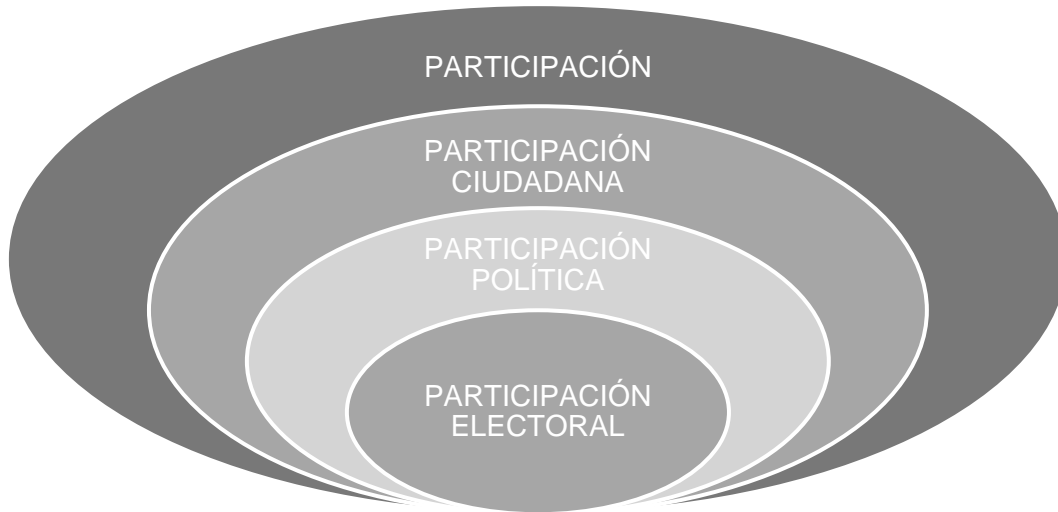 PARTICIPACIÓN
PARTICIPACIÓN
CIUDADANA
PARTICIPACIÓN
POLÍTICA
PARTICIPACIÓN
ELECTORAL